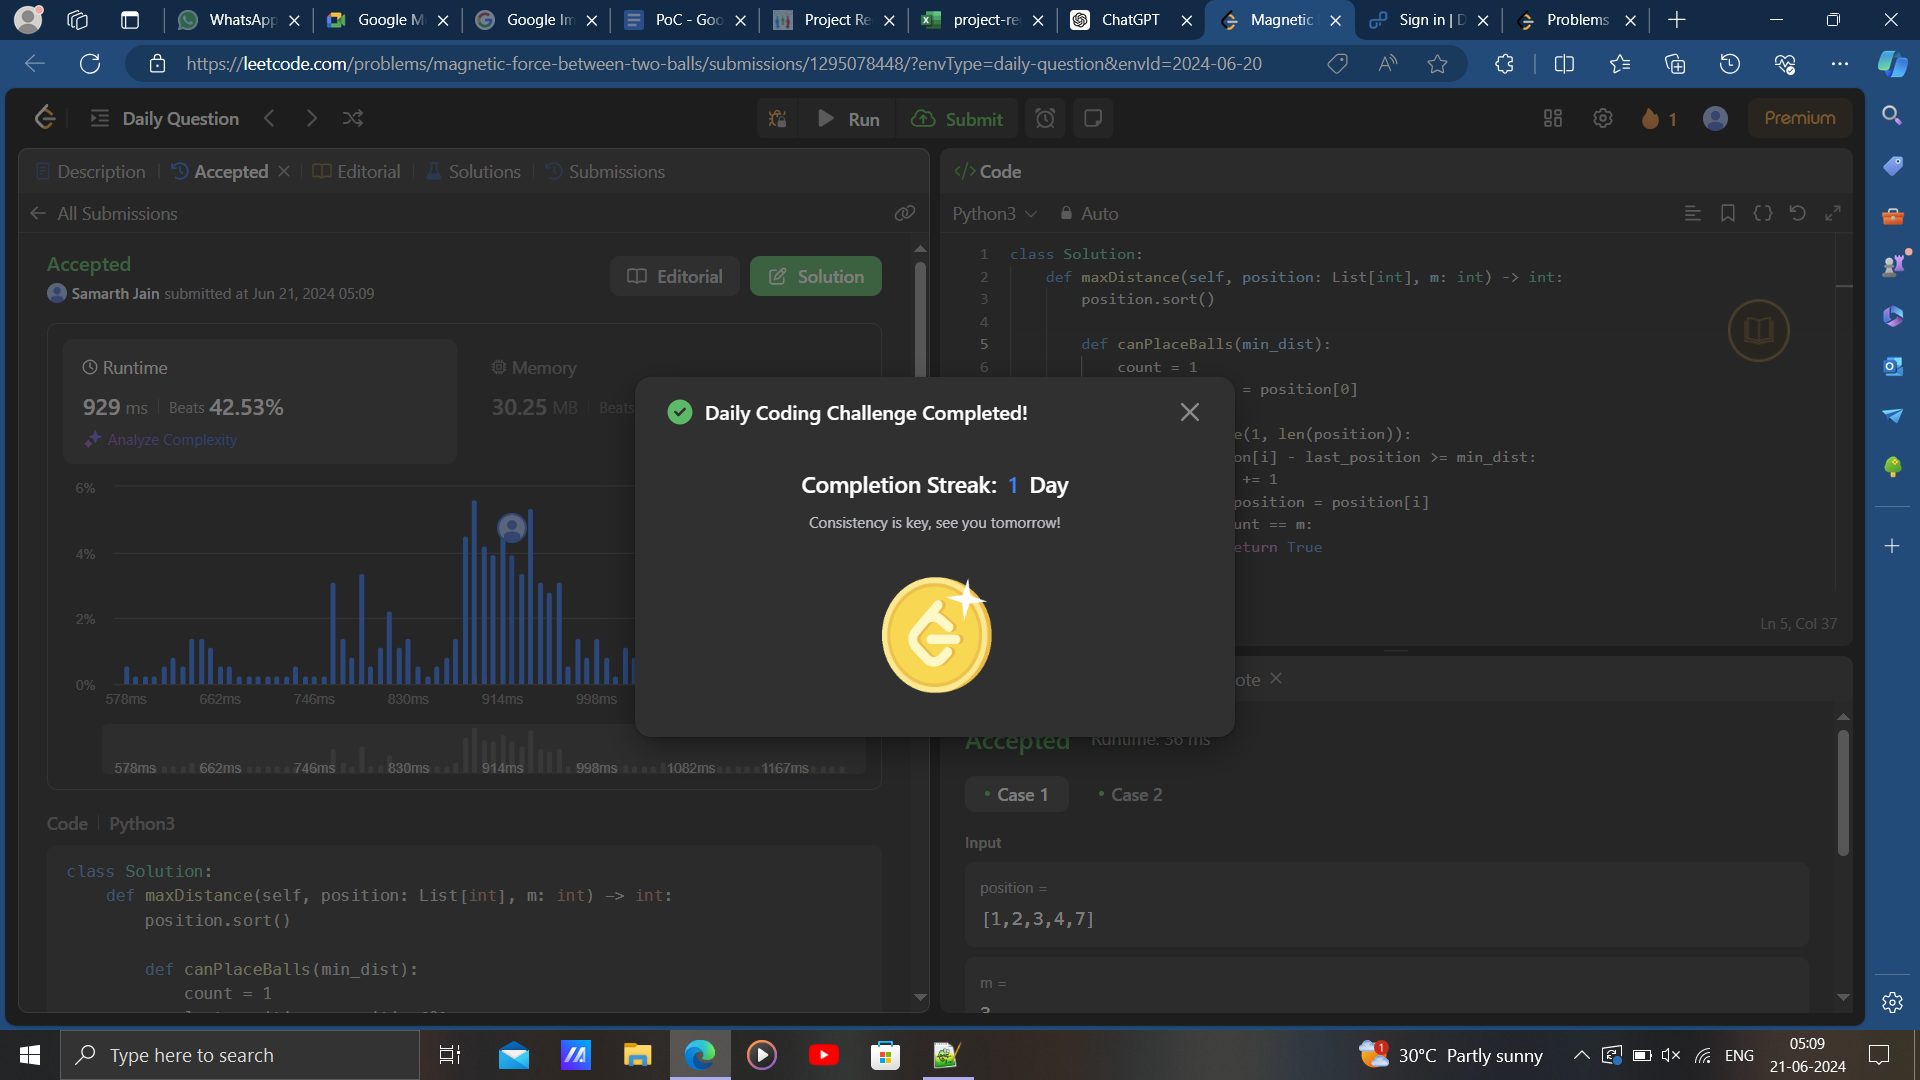 WhatsApp
Google M
Google Im
PoC - Goo
Project Re
project-re
ChatGPT
Magnetic
Sign in | D
Problems
https://leetcode.com/problems/magnetic-force-between-two-balls/submissions/1295078448/?envType=daily-question&envId=2024-06-20
Daily Question
Run
Submit
1
Premium
Description
Accepted
Editorial
Solutions
Submissions
All Submissions
Accepted
Samarth Jain submitted at Jun 21, 2024 05:09
Editorial
Solution
Runtime
929 ms
Beats 42.53%
Analyze Complexity
Memory
30.25 MB
Beats
6%
4%
2%
0%
578ms
662ms
746ms
830ms
914ms
998ms
578ms
662ms
746ms
830ms
914ms
998ms
1082ms
1167ms
Code
Python3
class Solution:
def maxDistance(self, position: List[int], m: int) -> int:
position.sort()
def canPlaceBalls(min_dist):
count = 1
</> Code
Python3
Auto
1 class Solution:
2 def maxDistance(self, position: List[int], m: int) -> int:
3 position.sort()
4
5 def canPlaceBalls(min_dist):
6 count = 1
= position[0]
e(1, len(position)):
on[i] - last_position >= min_dist:
+= 1
position = position[i]
unt == m:
eturn True
Ln 5, Col 37
Daily Coding Challenge Completed!
Completion Streak: 1 Day
Consistency is key, see you tomorrow!
ote
Accepted
Runtime: 36 ms
Case 1
Case 2
Input
position =
[1,2,3,4,7]
m =
Type here to search
1
30°C Partly sunny
ENG
05:09
21-06-2024